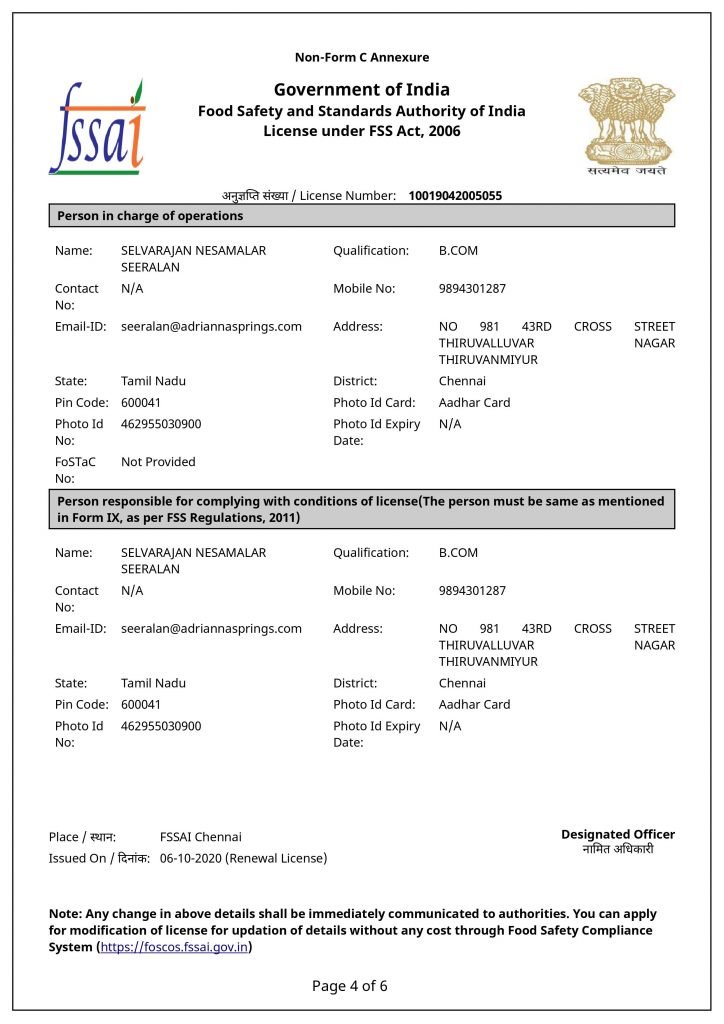 Non-Form C Annexure
fssai
Government of India
Food Safety and Standards Authority of India
License under FSS Act, 2006
सत्यमेव जयते
अनुज्ञप्ति संख्या / License Number: 10019042005055
Person in charge of operations
Name: SELVARAJAN NESAMALAR Qualification: B.COM
SEERALAN
Contact N/A Mobile No: 9894301287
No:
Email-ID: seeralan@adriannasprings.com Address: NO 981 43RD CROSS STREET
THIRUVALLUVAR NAGAR
THIRUVANMIYUR
State: Tamil Nadu District: Chennai
Pin Code: 600041 Photo Id Card: Aadhar Card
Photo Id 462955030900 Photo Id Expiry N/A
No: Date:
FoSTaC Not Provided
No:
Person responsible for complying with conditions of license(The person must be same as mentioned
in Form IX, as per FSS Regulations, 2011)
Name: SELVARAJAN NESAMALAR Qualification: B.COM
SEERALAN
Contact N/A Mobile No: 9894301287
No:
Email-ID: seeralan@adriannasprings.com Address: NO 981 43RD CROSS STREET
THIRUVALLUVAR NAGAR
THIRUVANMIYUR
State: Tamil Nadu District: Chennai
Pin Code: 600041 Photo Id Card: Aadhar Card
Photo Id 462955030900 Photo Id Expiry N/A
No: Date:
Place / स्थान: FSSAI Chennai Designated Officer
नामित अधिकारी
Issued On / दिनांक: 06-10-2020 (Renewal License)
Note: Any change in above details shall be immediately communicated to authorities. You can apply
for modification of license for updation of details without any cost through Food Safety Compliance
System (https://foscos.fssai.gov.in)
Page 4 of 6